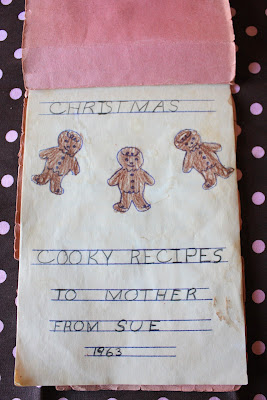 CHRISTMAS
COOKY RECIPES
TO MOTHER
FROM SUE
1963